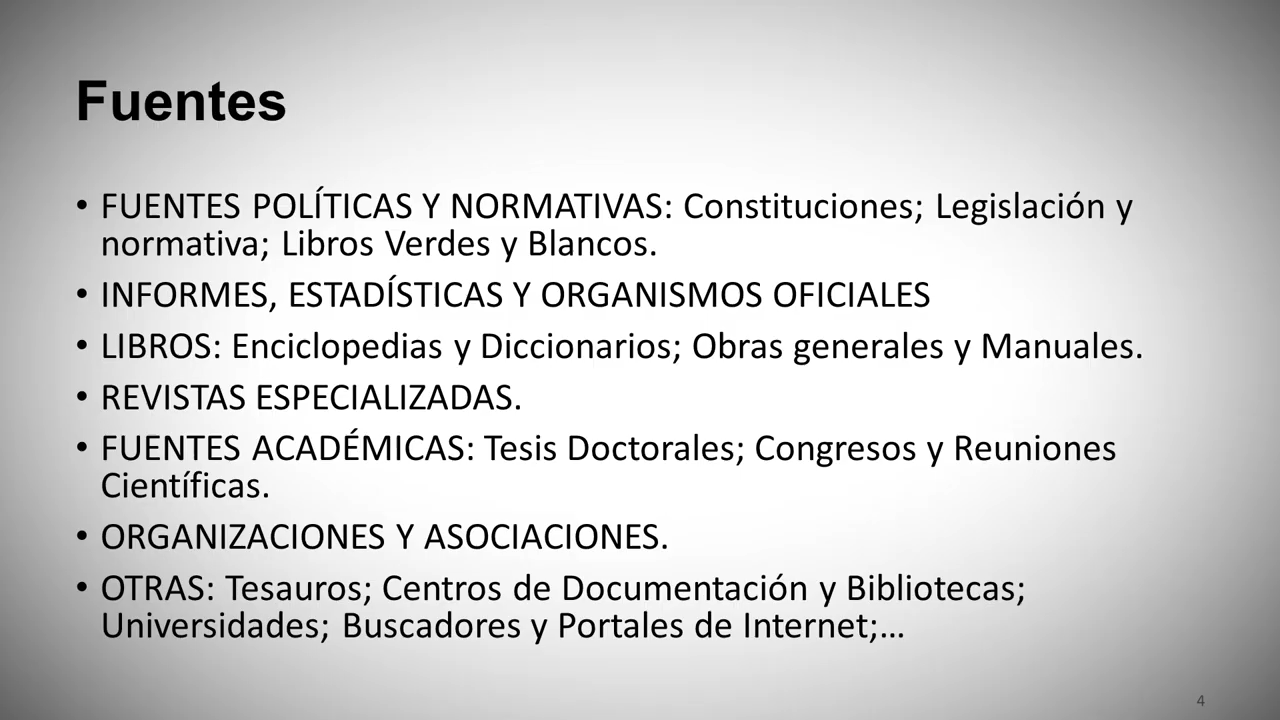 Fuentes
• FUENTES POLÍTICAS Y NORMATIVAS: Constituciones; Legislación y
normativa; Libros Verdes y Blancos.
• INFORMES, ESTADÍSTICAS Y ORGANISMOS OFICIALES
• LIBROS: Enciclopedias y Diccionarios; Obras generales y Manuales.
• REVISTAS ESPECIALIZADAS.
• FUENTES ACADÉMICAS: Tesis Doctorales; Congresos y Reuniones
Científicas.
• ORGANIZACIONES Y ASOCIACIONES.
• OTRAS: Tesauros; Centros de Documentación y Bibliotecas;
Universidades; Buscadores y Portales de Internet;…
4